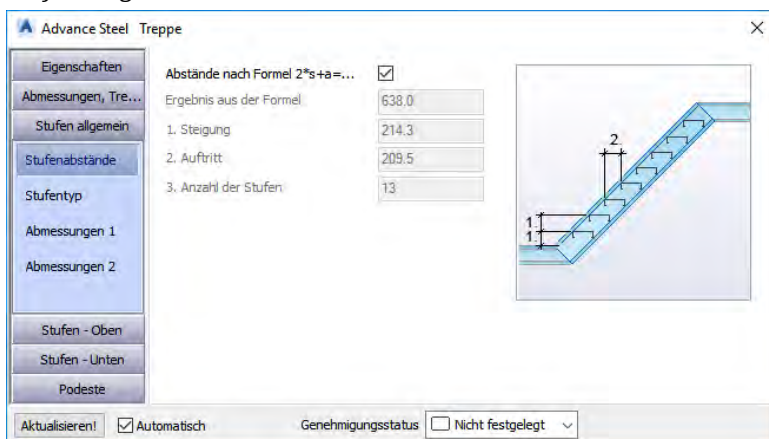 Advance Steel Treppe
Eigenschaften
Abmessungen, Tre...
Stufen allgemein
Stufenabstände
Stufentyp
Abmessungen 1
Abmessungen 2
Stufen - Oben
Stufen - Unten
Podeste
Abstände nach Formel 2*s+a=...
Ergebnis aus der Formel 638.0
1. Steigung 214.3
2. Auftritt 209.5
3. Anzahl der Stufen 13
2.
1.
1.
Aktualisieren! Automatisch Genehmigungsstatus Nicht festgelegt